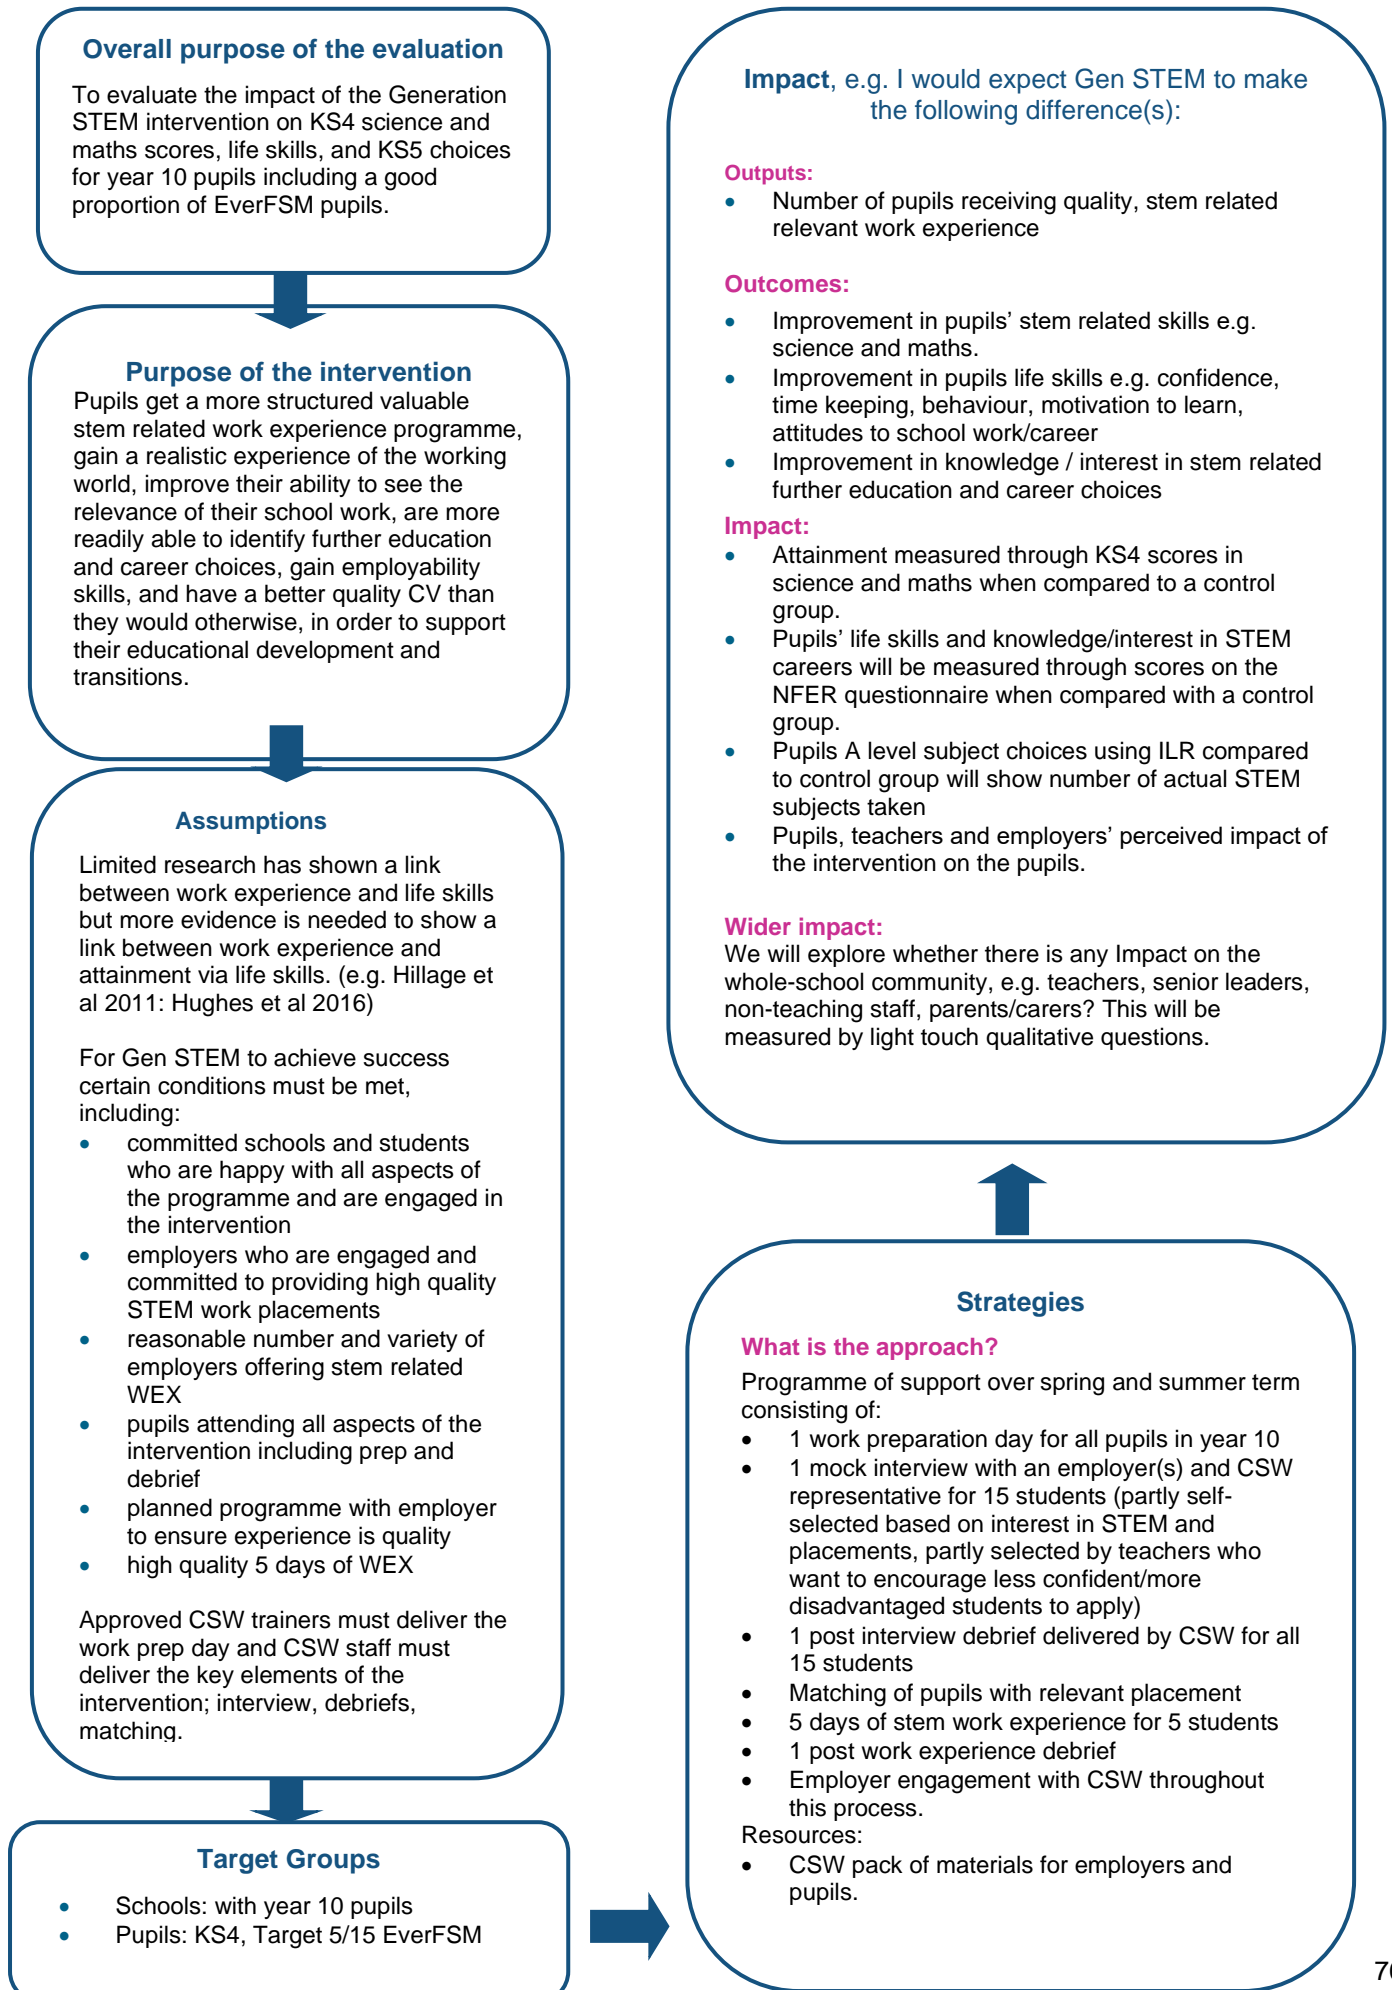 Overall purpose of the evaluation
To evaluate the impact of the Generation
STEM intervention on KS4 science and
maths scores, life skills, and KS5 choices
for year 10 pupils including a good
proportion of EverFSM pupils.
Purpose of the intervention
Pupils get a more structured valuable
stem related work experience programme,
gain a realistic experience of the working
world, improve their ability to see the
relevance of their school work, are more
readily able to identify further education
and career choices, gain employability
skills, and have a better quality CV than
they would otherwise, in order to support
their educational development and
transitions.
Assumptions
Limited research has shown a link
between work experience and life skills
but more evidence is needed to show a
link between work experience and
attainment via life skills. (e.g. Hillage et
al 2011: Hughes et al 2016)
For Gen STEM to achieve success
certain conditions must be met,
including:
• committed schools and students
who are happy with all aspects of
the programme and are engaged in
the intervention
• employers who are engaged and
committed to providing high quality
STEM work placements
• reasonable number and variety of
employers offering stem related
WEX
• pupils attending all aspects of the
intervention including prep and
debrief
• planned programme with employer
to ensure experience is quality
• high quality 5 days of WEX
Approved CSW trainers must deliver the
work prep day and CSW staff must
deliver the key elements of the
intervention; interview, debriefs,
matching.
Target Groups
• Schools: with year 10 pupils
• Pupils: KS4, Target 5/15 EverFSM
Strategies
What is the approach?
Programme of support over spring and summer term
consisting of:
• 1 work preparation day for all pupils in year 10
• 1 mock interview with an employer(s) and CSW
representative for 15 students (partly self-
selected based on interest in STEM and
placements, partly selected by teachers who
want to encourage less confident/more
disadvantaged students to apply)
• 1 post interview debrief delivered by CSW for all
15 students
• Matching of pupils with relevant placement
• 5 days of stem work experience for 5 students
• 1 post work experience debrief
• Employer engagement with CSW throughout
this process.
Resources:
• CSW pack of materials for employers and
pupils.
Impact, e.g. I would expect Gen STEM to make
the following difference(s):
Outputs:
• Number of pupils receiving quality, stem related
relevant work experience
Outcomes:
• Improvement in pupils' stem related skills e.g.
science and maths.
• Improvement in pupils life skills e.g. confidence,
time keeping, behaviour, motivation to learn,
attitudes to school work/career
• Improvement in knowledge / interest in stem related
further education and career choices
Impact:
• Attainment measured through KS4 scores in
science and maths when compared to a control
group.
• Pupils' life skills and knowledge/interest in STEM
careers will be measured through scores on the
NFER questionnaire when compared with a control
group.
• Pupils A level subject choices using ILR compared
to control group will show number of actual STEM
subjects taken
• Pupils, teachers and employers' perceived impact of
the intervention on the pupils.
Wider impact:
We will explore whether there is any Impact on the
whole-school community, e.g. teachers, senior leaders,
non-teaching staff, parents/carers? This will be
measured by light touch qualitative questions.